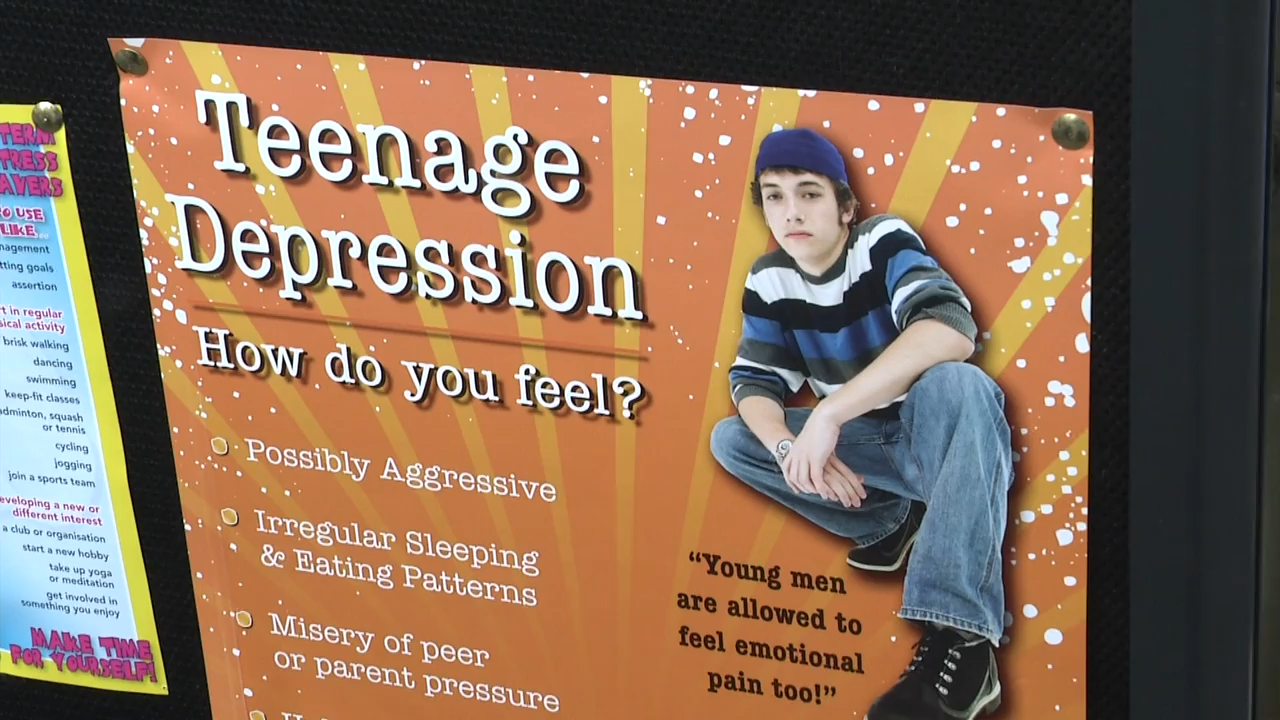 TERM
TRESS
AVERS
TO USE
LIKE...
nagement
tting goals
assertion
rt in regular
sical activity
brisk walking
dancing
swimming
keep-fit classes
adminton, squash
or tennis
cycling
jogging
join a sports team
eveloping a new or
different interest
a club or organisation
start a new hobby
take up yoga
or meditation
get involved in
something you enjoy
MAKE TIME
FOR YOURSELF!
Teenage
Depression
How do you feel?
Possibly Aggressive
Irregular Sleeping
& Eating Patterns
Misery of peer
or parent pressure
“Young men
are allowed to
feel emotional
pain too!”